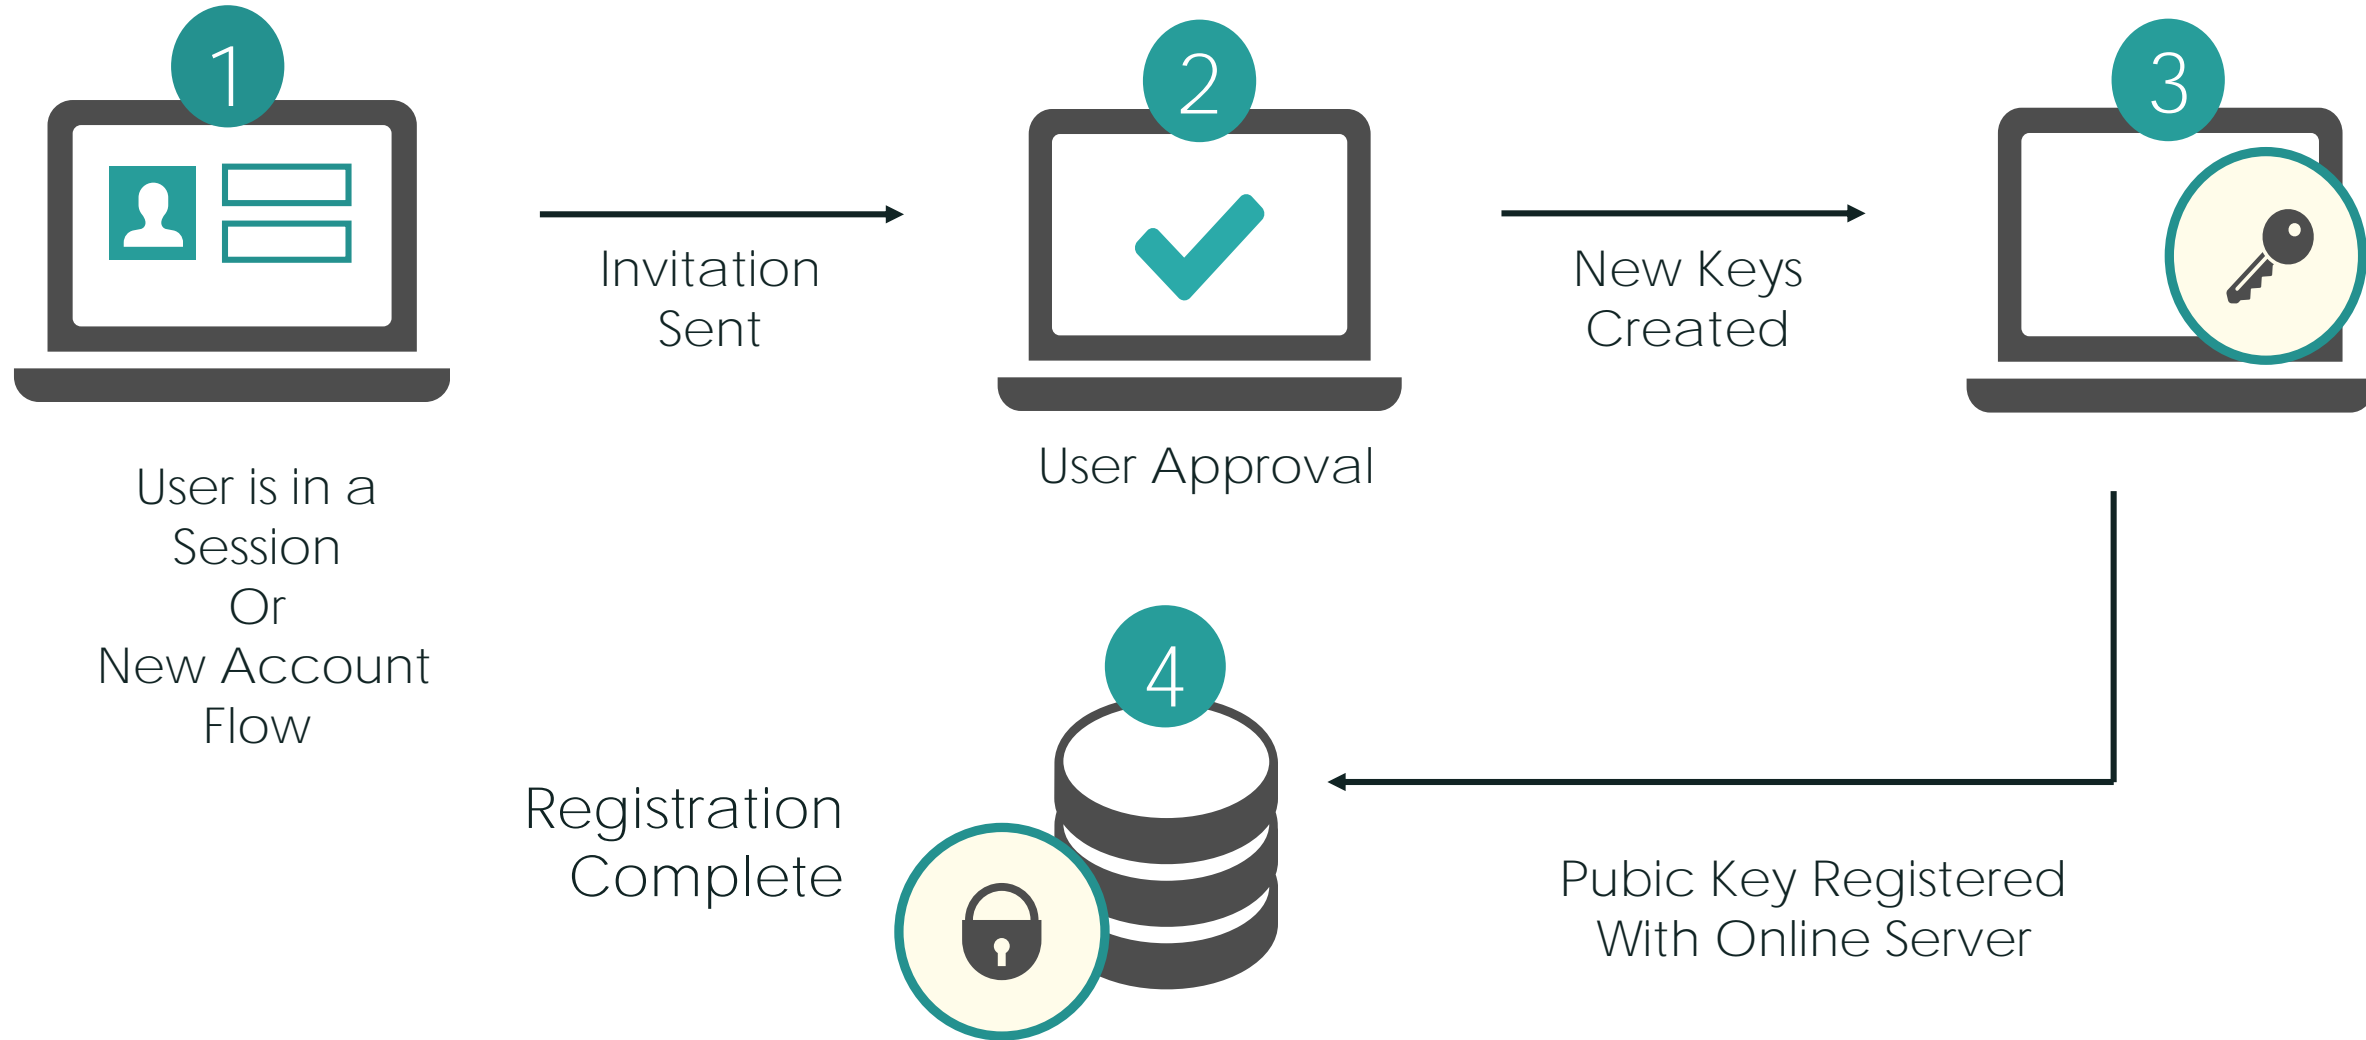 1
User is in a
Session
Or
New Account
Flow
Invitation
Sent
2
User Approval
New Keys
Created
3
Pubic Key Registered
With Online Server
4
Registration
Complete